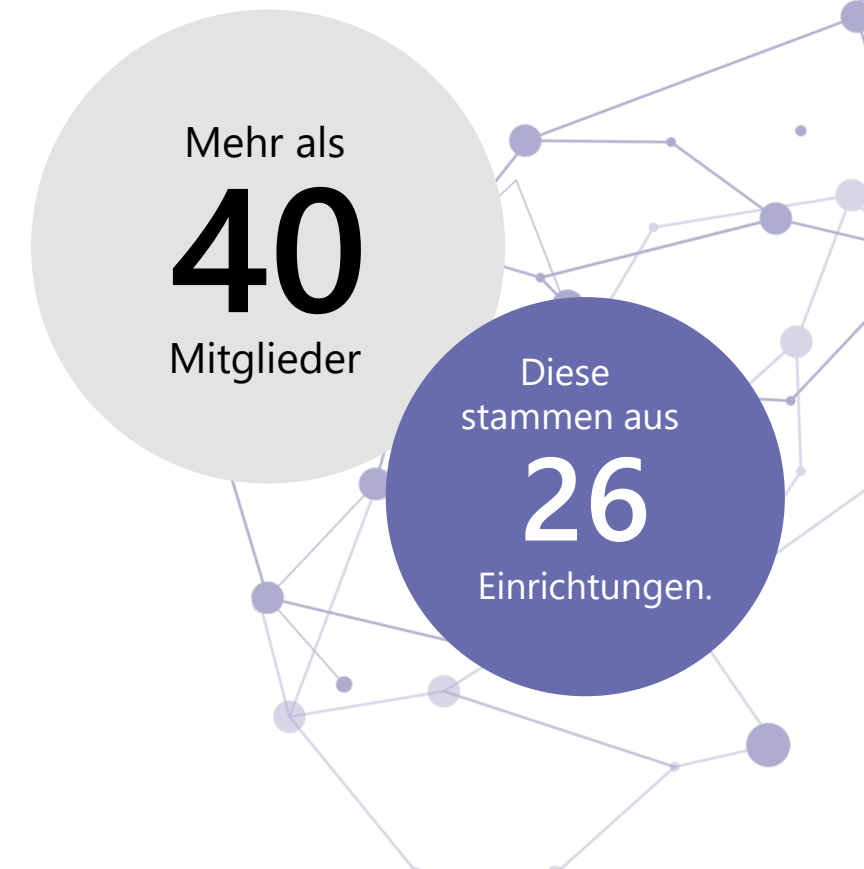 Mehr als
40
Mitglieder
Diese
stammen aus
26
Einrichtungen.